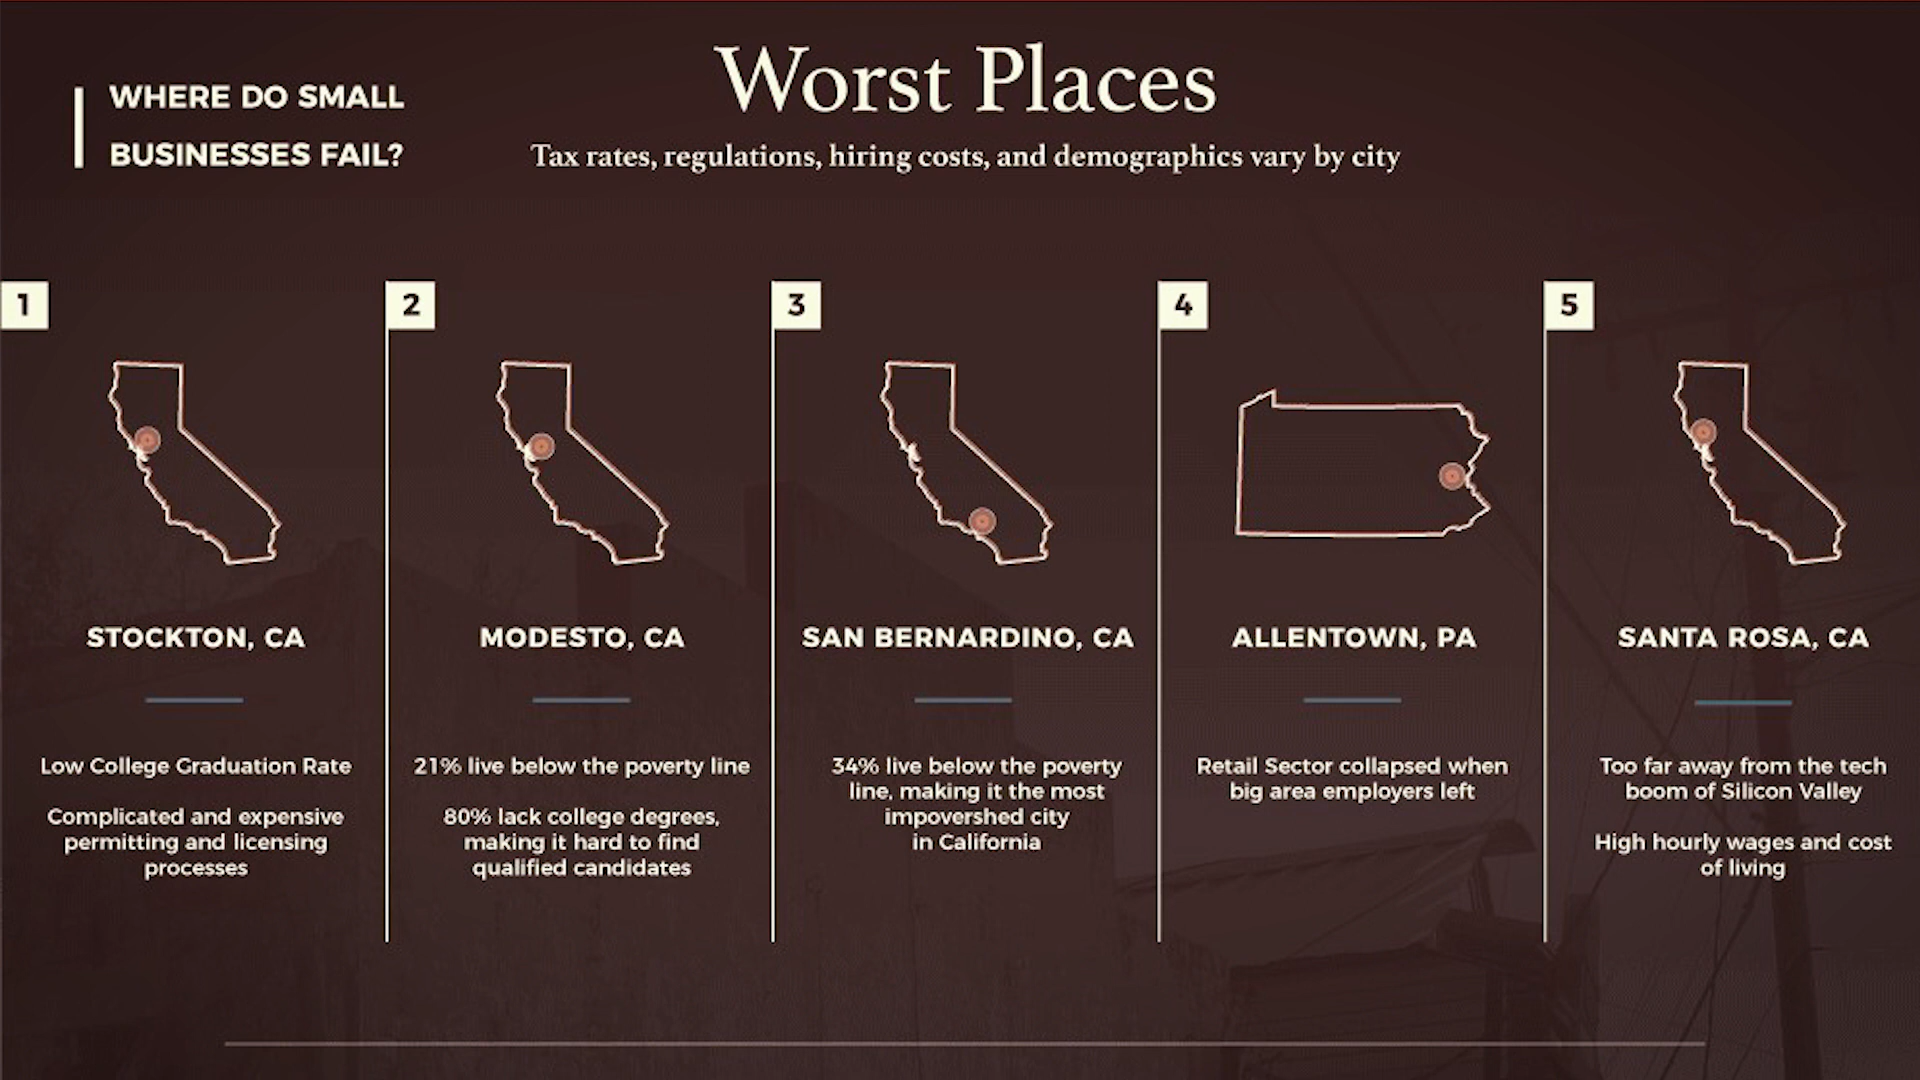 WHERE DO SMALL
BUSINESSES FAIL?
Worst Places
Tax rates, regulations, hiring costs, and demographics vary by city
1
STOCKTON, CA
Low College Graduation Rate
Complicated and expensive
permitting and licensing
processes
2
MODESTO, CA
21% live below the poverty line
80% lack college degrees,
making it hard to find
qualified candidates
3
SAN BERNARDINO, CA
34% live below the poverty
line, making it the most
impovershed city
in California
4
ALLENTOWN, PA
Retail Sector collapsed when
big area employers left
5
SANTA ROSA, CA
Too far away from the tech
boom of Silicon Valley
High hourly wages and cost
of living